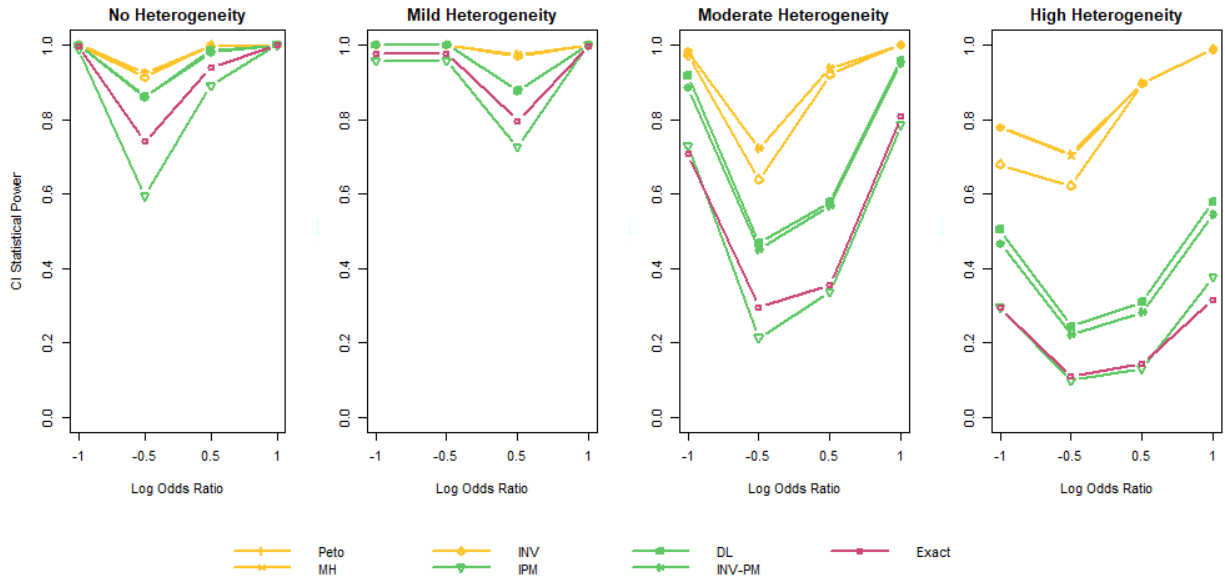 No Heterogeneity
Mild Heterogeneity
Moderate Heterogeneity
High Heterogeneity
CI Statistical Power
1.0
0.8
0.6
0.4
0.2
0.0
-1 -0.5 0.5 1
Log Odds Ratio
1.0
0.8
0.6
0.4
0.2
0.0
-1 -0.5 0.5 1
Log Odds Ratio
1.0
0.8
0.6
0.4
0.2
0.0
-1 -0.5 0.5 1
Log Odds Ratio
1.0
0.8
0.6
0.4
0.2
0.0
-1 -0.5 0.5 1
Log Odds Ratio
Peto INV DL Exact
MH IPM INV-PM